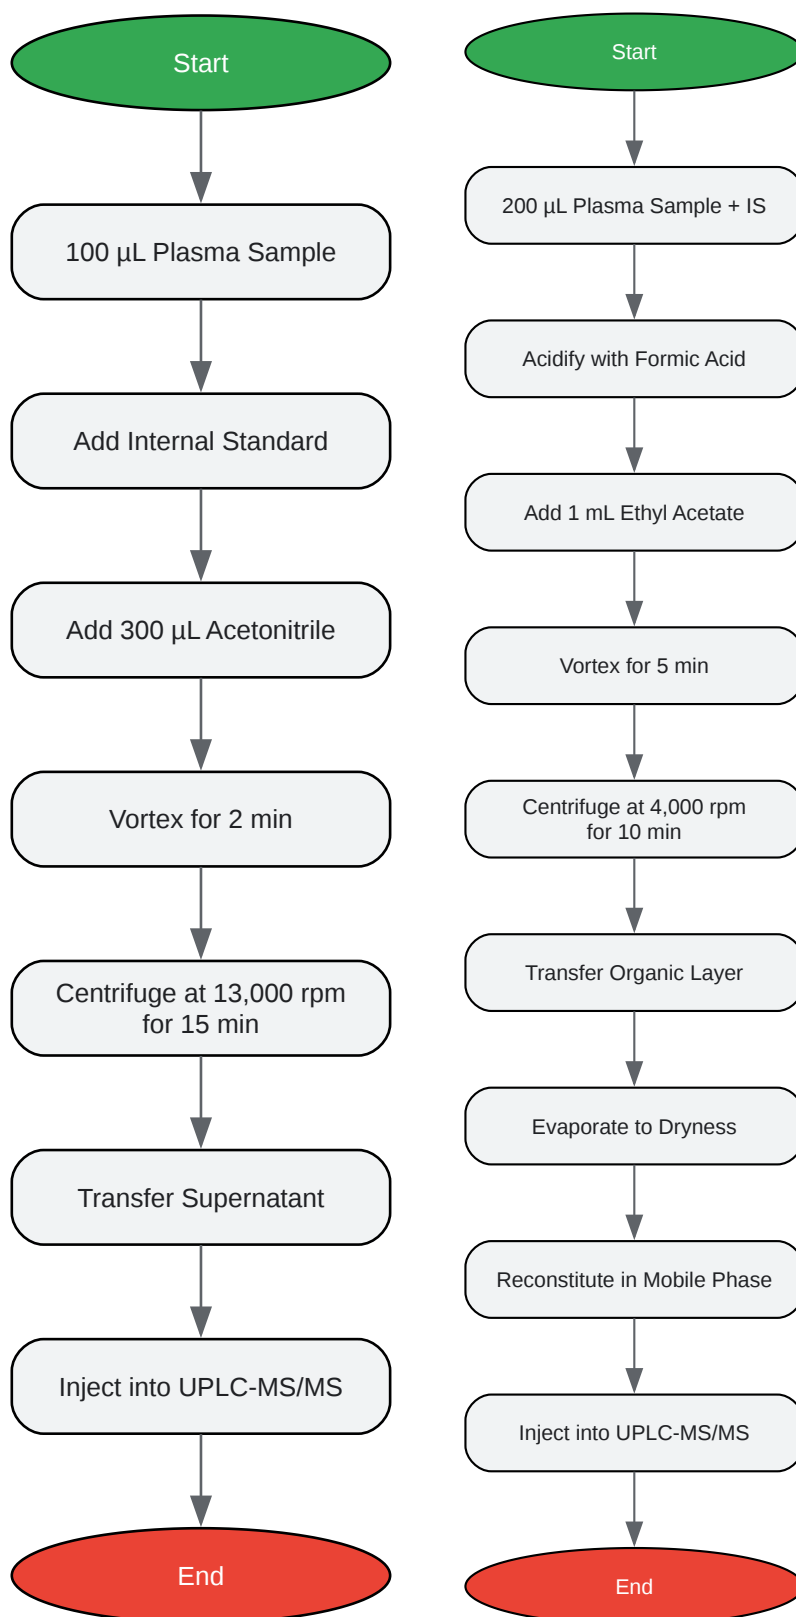 Start
100 µL Plasma Sample
Add Internal Standard
Add 300 µL Acetonitrile
Vortex for 2 min
Centrifuge at 13,000 rpm
for 15 min
Transfer Supernatant
Inject into UPLC-MS/MS
End
Start
200 µL Plasma Sample + IS
Acidify with Formic Acid
Add 1 mL Ethyl Acetate
Vortex for 5 min
Centrifuge at 4,000 rpm
for 10 min
Transfer Organic Layer
Evaporate to Dryness
Reconstitute in Mobile Phase
Inject into UPLC-MS/MS
End